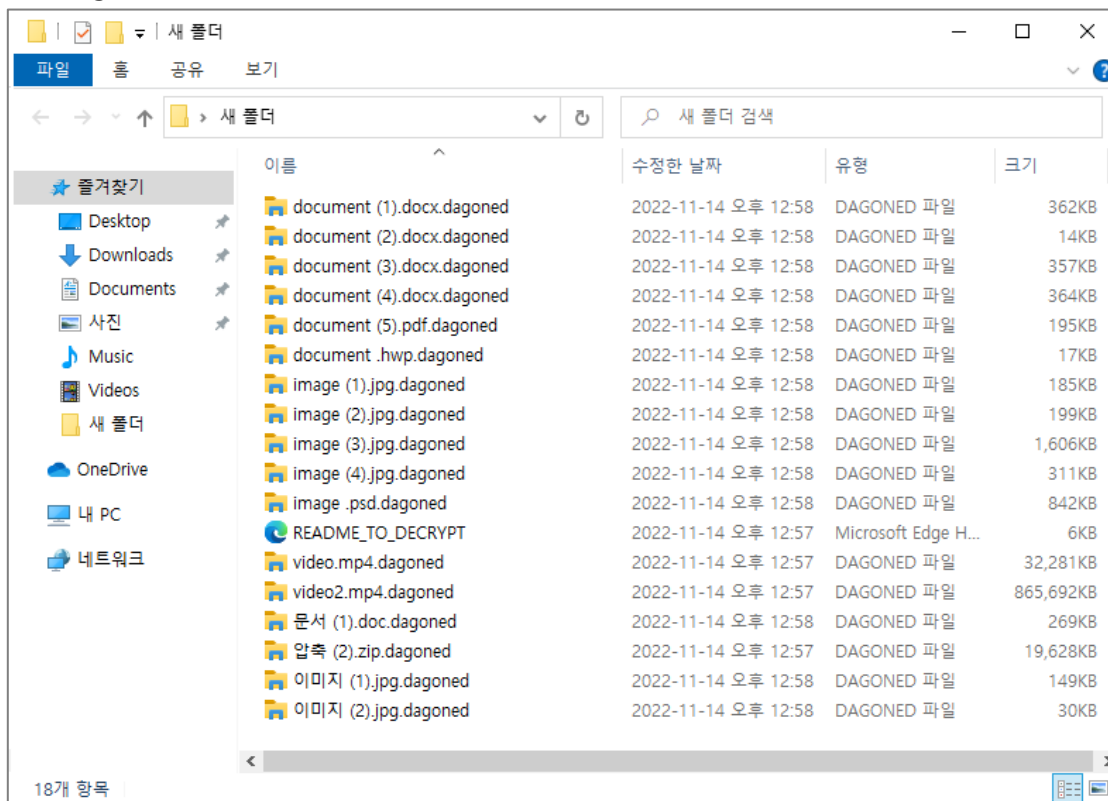 새 폴더
파일 홈 공유 보기
새 폴더 새 폴더 검색
이름 수정한 날짜 유형 크기
즐겨찾기
Desktop
Downloads
Documents
사진
Music
Videos
새 폴더
OneDrive
내 PC
네트워크
document (1).docx.dagoned 2022-11-14 오후 12:58 DAGONED 파일 362KB
document (2).docx.dagoned 2022-11-14 오후 12:58 DAGONED 파일 14KB
document (3).docx.dagoned 2022-11-14 오후 12:58 DAGONED 파일 357KB
document (4).docx.dagoned 2022-11-14 오후 12:58 DAGONED 파일 364KB
document (5).pdf.dagoned 2022-11-14 오후 12:58 DAGONED 파일 195KB
document .hwp.dagoned 2022-11-14 오후 12:58 DAGONED 파일 17KB
image (1).jpg.dagoned 2022-11-14 오후 12:58 DAGONED 파일 185KB
image (2).jpg.dagoned 2022-11-14 오후 12:58 DAGONED 파일 199KB
image (3).jpg.dagoned 2022-11-14 오후 12:58 DAGONED 파일 1,606KB
image (4).jpg.dagoned 2022-11-14 오후 12:58 DAGONED 파일 311KB
image .psd.dagoned 2022-11-14 오후 12:58 DAGONED 파일 842KB
README_TO_DECRYPT 2022-11-14 오후 12:57 Microsoft Edge H... 6KB
video.mp4.dagoned 2022-11-14 오후 12:57 DAGONED 파일 32,281KB
video2.mp4.dagoned 2022-11-14 오후 12:57 DAGONED 파일 865,692KB
문서 (1).doc.dagoned 2022-11-14 오후 12:58 DAGONED 파일 269KB
압축 (2).zip.dagoned 2022-11-14 오후 12:57 DAGONED 파일 19,628KB
이미지 (1).jpg.dagoned 2022-11-14 오후 12:58 DAGONED 파일 149KB
이미지 (2).jpg.dagoned 2022-11-14 오후 12:58 DAGONED 파일 30KB
18개 항목